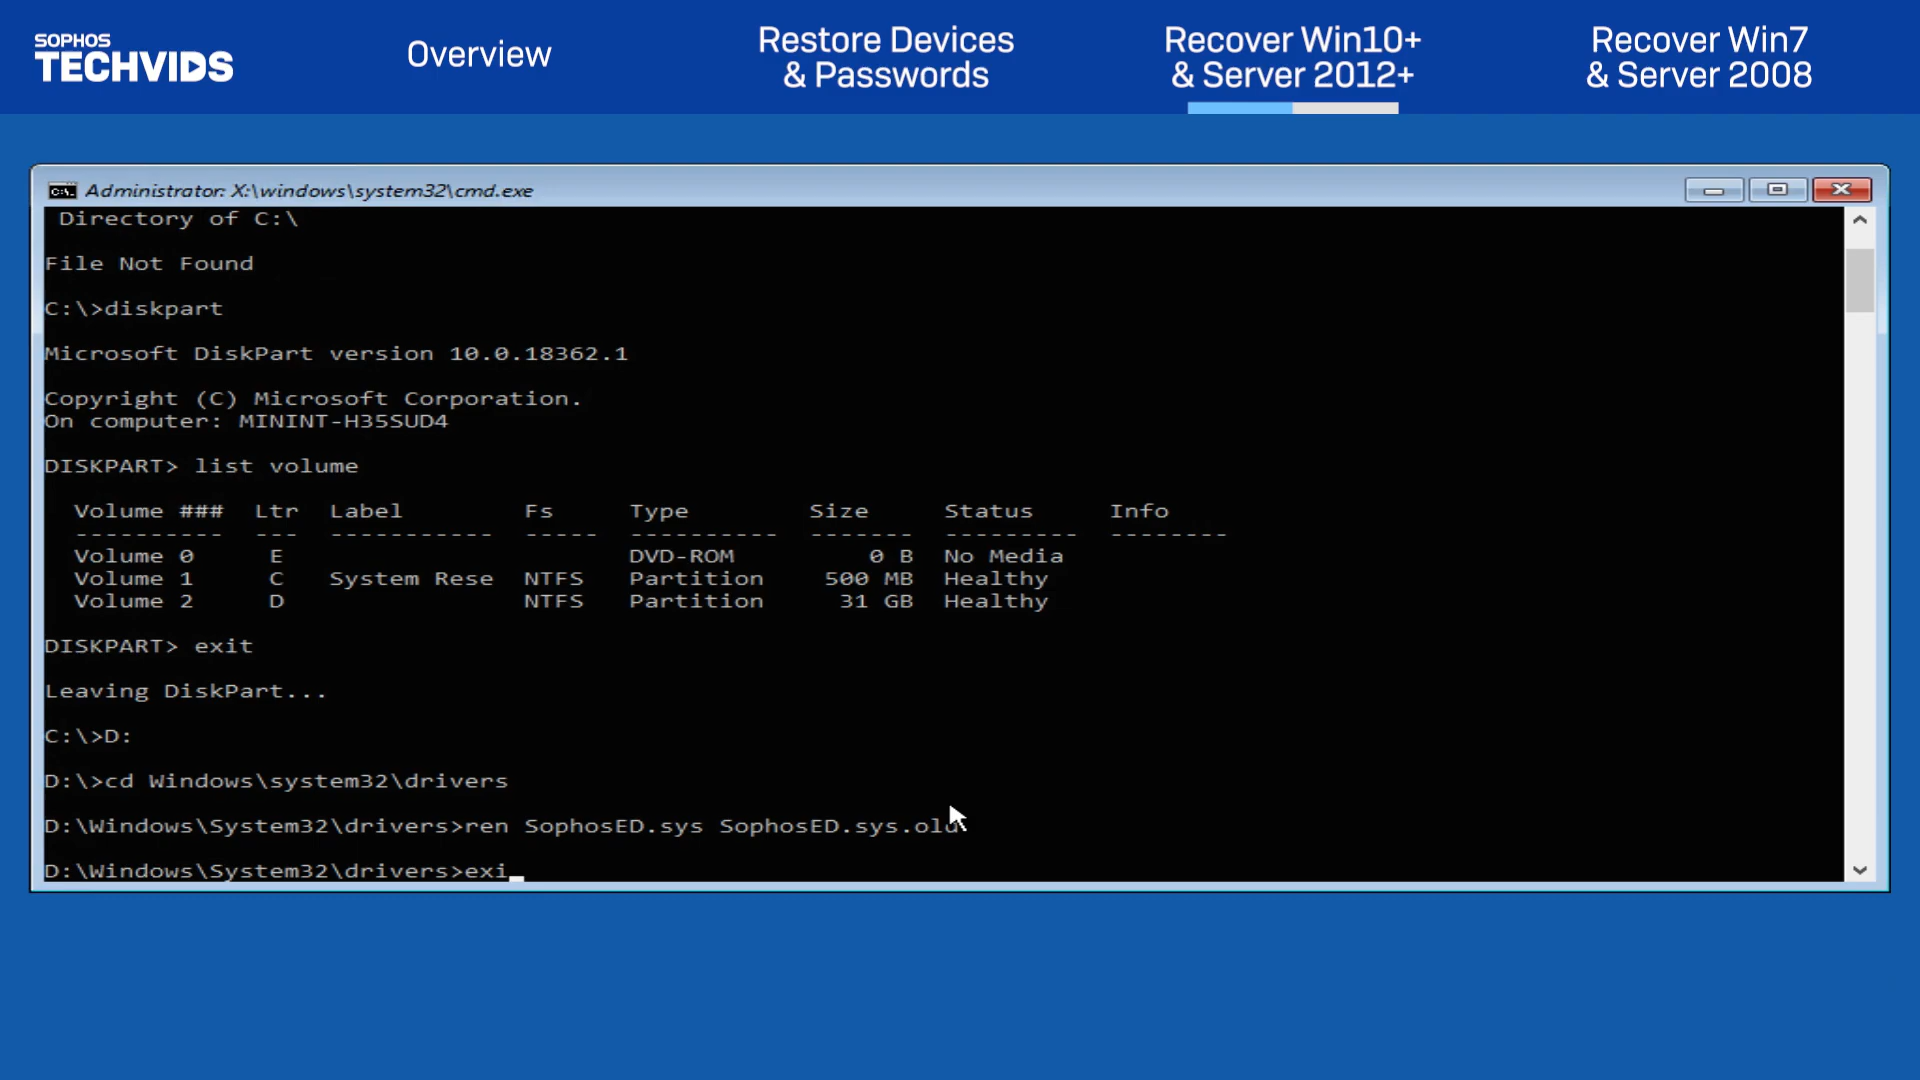 SOPHOS
TECHVIDS
Overview
Restore Devices
& Passwords
Recover Win10+
& Server 2012+
Recover Win7
& Server 2008
Administrator: X:\windows\system32\cmd.exe
Directory of C:\
File Not Found
C:\>diskpart
Microsoft DiskPart version 10.0.18362.1
Copyright (C) Microsoft Corporation.
On computer: MININT-H35SUD4
DISKPART> list volume
Volume ### Ltr Label Fs Type Size Status Info
---------- --- ----------- ----- ---------- ------- --------- --------
Volume 0 E DVD-ROM 0 B No Media
Volume 1 C System Rese NTFS Partition 500 MB Healthy
Volume 2 D NTFS Partition 31 GB Healthy
DISKPART> exit
Leaving DiskPart...
C:\>D:
D:\>cd Windows\system32\drivers
D:\Windows\System32\drivers>ren SophosED.sys SophosED.sys.old
D:\Windows\System32\drivers>exi_